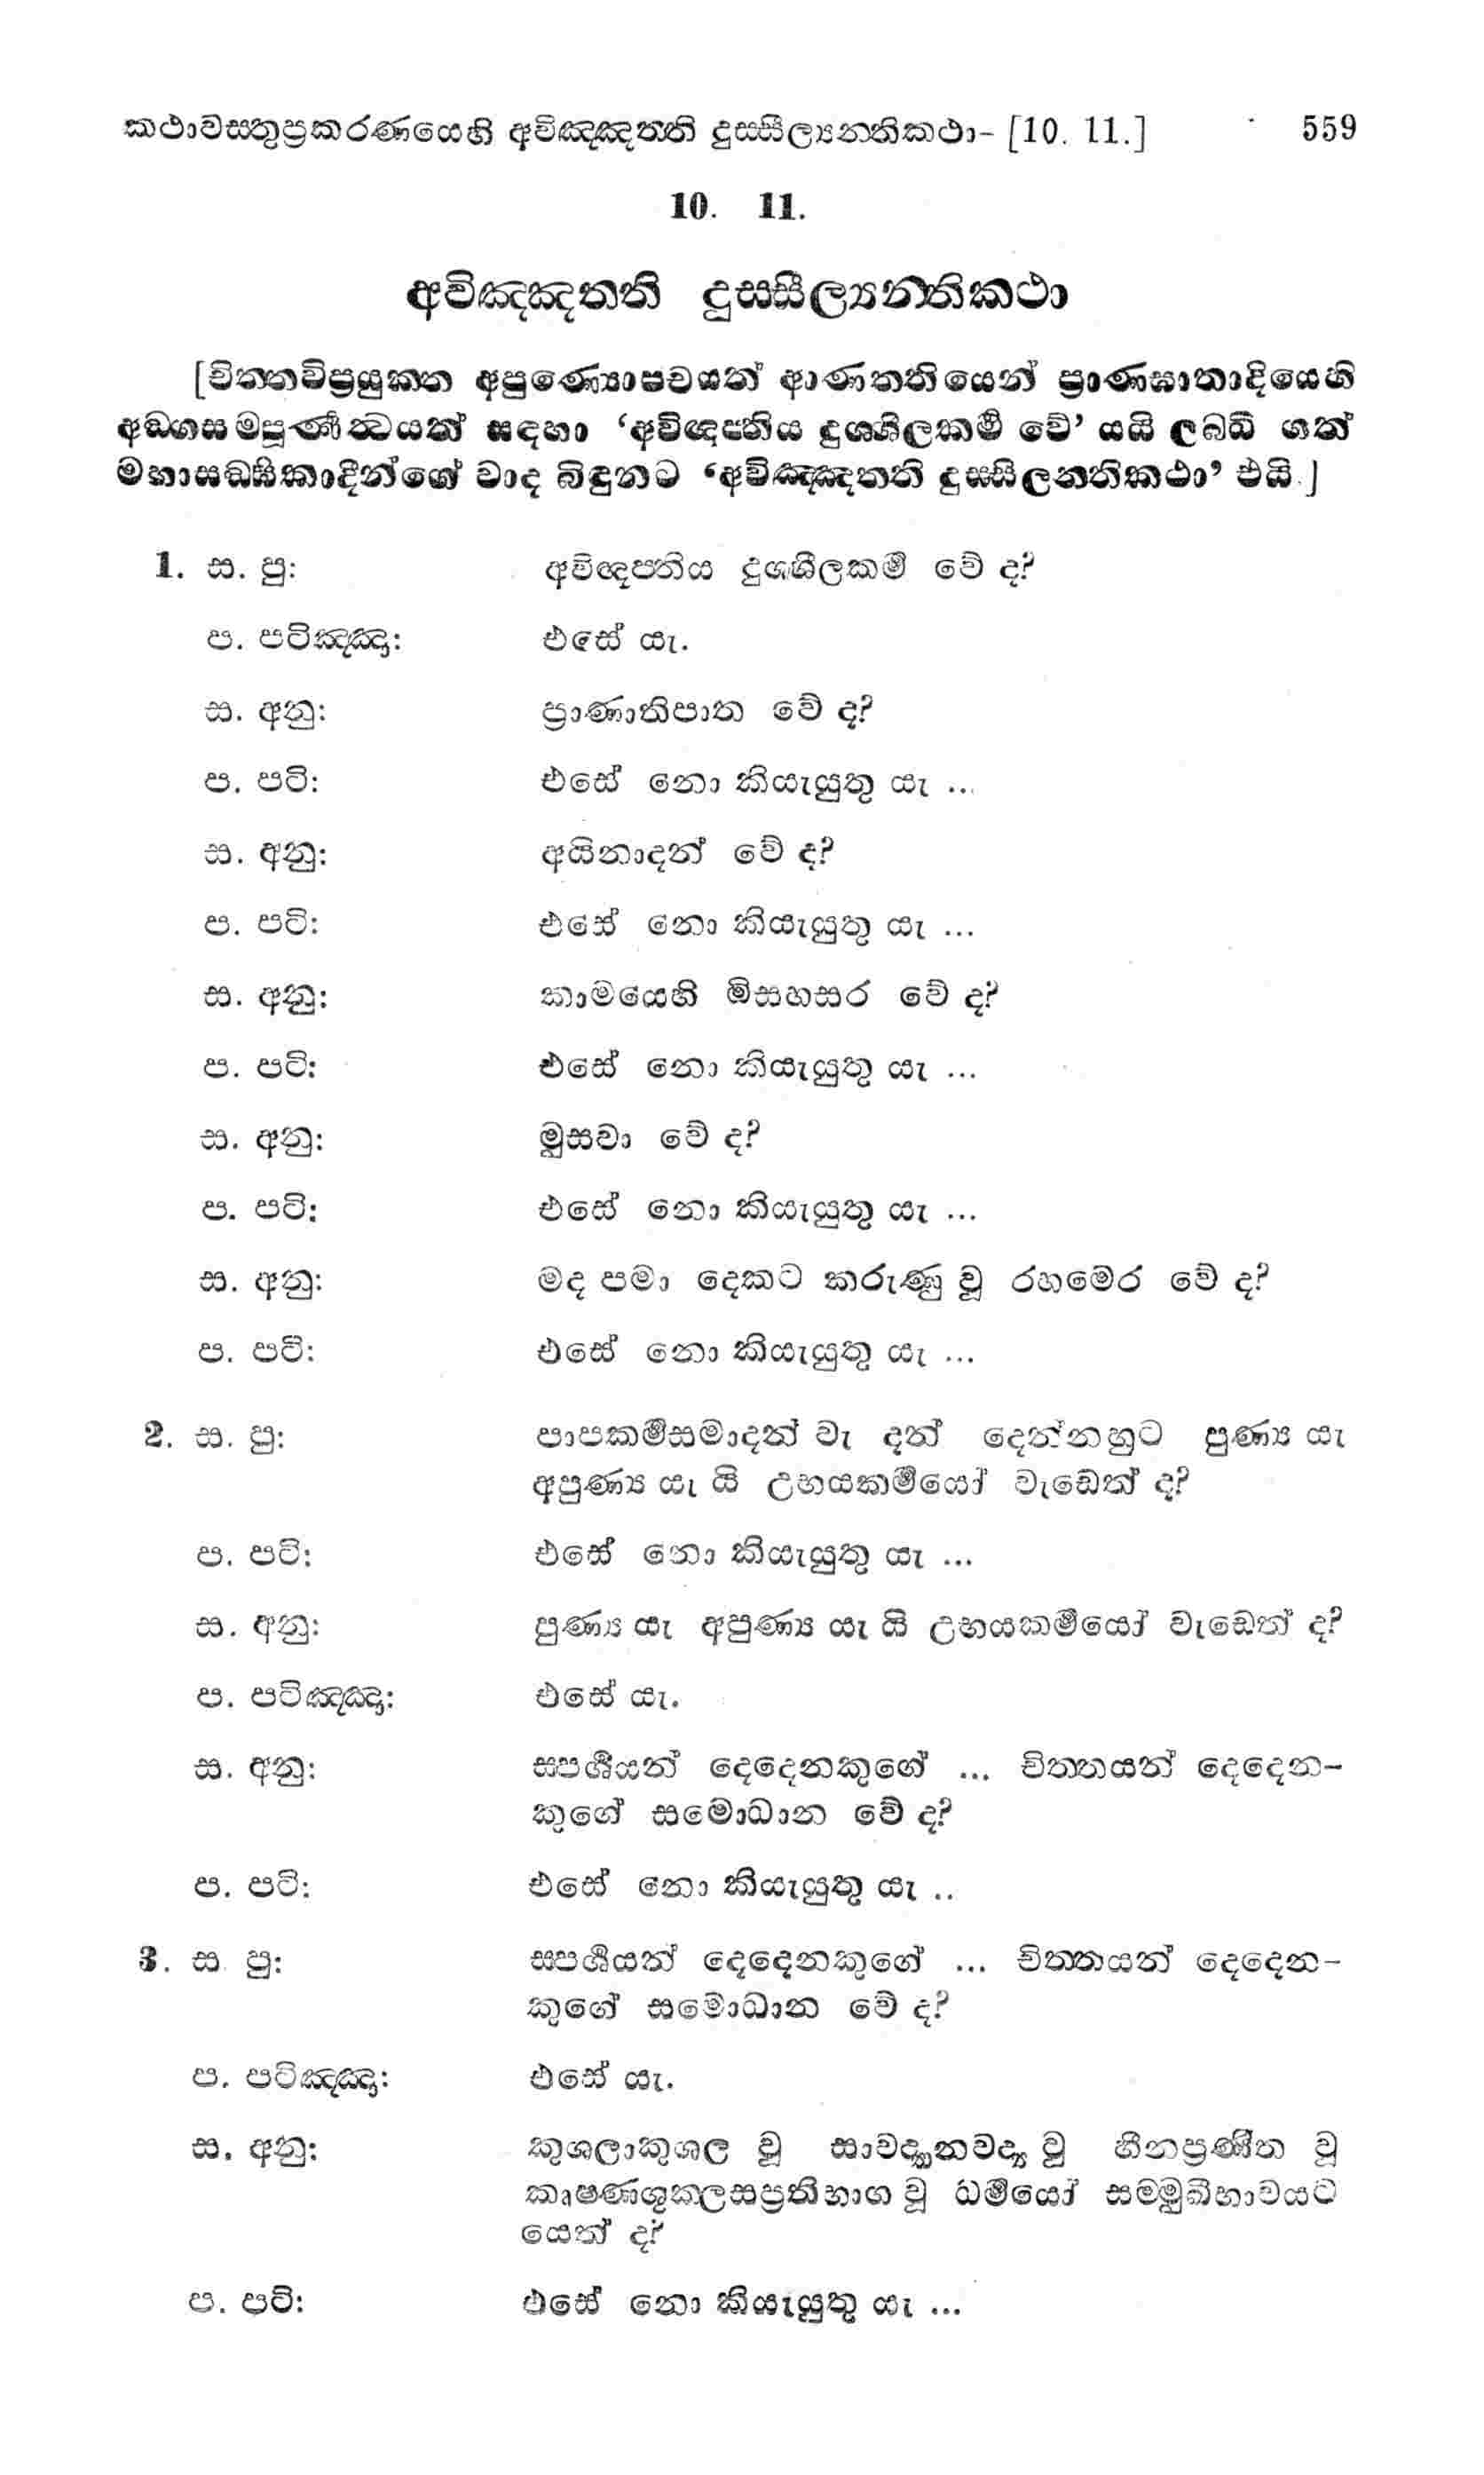 කථාවස්තුප්‍රකරණයෙහි අවිඤ්ඤත්ති දුස්සීල්‍යන්තිකථා- [10. 11.] 559
10. 11.
අවිඤ්ඤත්ති දුස්සීල්‍යන්තිකථා
[චිත්තවිප්‍රයුක්ත අපුණ්‍යොපචයත් ආණත්තියෙන් ප්‍රාණඝාතාදියෙහි
අඞ්ගසම්පූර්ණත්‍වයක් සඳහා ‘අවිඥප්තිය දුශ්ශීලකර්‍ම වේ’ යයි ලබ්ධි ගත්
මහාසඞ්ඝිකාදීන්ගේ වාද බිඳුනට ‘අවිඤ්ඤත්ති දුස්සිලන්තිකථා’ එයි.]
1. ස. පු: අවිඥප්තිය දුශ්ශීලකර්‍ම වේ ද?
ප. පටිඤ්ඤා: එසේ යැ.
ස. අනු: ප්‍රාණාතිපාත වේ ද?
ප. පටි: එසේ නො කියැයුතු යැ ...
ස. අනු: අයිනාදන් වේ ද?
ප. පටි: එසේ නො කියැයුතු යැ ...
ස. අනු: කාමයෙහි මිසහසර වේ ද?
ප. පටි: එසේ නො කියැයුතු යැ ...
ස. අනු: මුසවා වේ ද?
ප. පටි: එසේ නො කියැයුතු යැ ...
ස. අනු: මද පමා දෙකට කරුණු වූ රහමෙර වේ ද?
ප. පටි: එසේ නො කියැයුතු යැ ...
2. ස. පු: පාපකර්‍මසමාදන් වැ දන් දෙන්නහුට පුණ්‍ය යැ
අපුණ්‍ය යැ යි උභයකර්‍මයෝ වැඩෙත් ද?
ප. පටි: එසේ නො කියැයුතු යැ ...
ස. අනු: පුණ්‍ය යැ අපුණ්‍ය යැ යි උභයකර්‍මයෝ වැඩෙත් ද?
ප. පටිඤ්ඤා: එසේ යැ.
ස. අනු: ස්පර්‍ශයන් දෙදෙනකුගේ ... චිත්තයන් දෙදෙන-
කුගේ සමොධාන වේ ද?
ප. පටි: එසේ නො කියැයුතු යැ ..
3. ස. පු: ස්පර්‍ශයන් දෙදෙනකුගේ ... චිත්තයන් දෙදෙන-
කුගේ සමොධාන වේ ද?
ප. පටිඤ්ඤා: එසේ යැ.
ස. අනු: කුශලාකුශල වූ සාවද්‍යානවද්‍ය වූ හීනප්‍රණීත වූ
කෘෂ්ණශුක්ලසප්‍රතිභාග වූ ධර්‍මයෝ සම්මුඛීභාවයට
යෙත් ද?
ප. පටි: එසේ නො කියැයුතු යැ ...